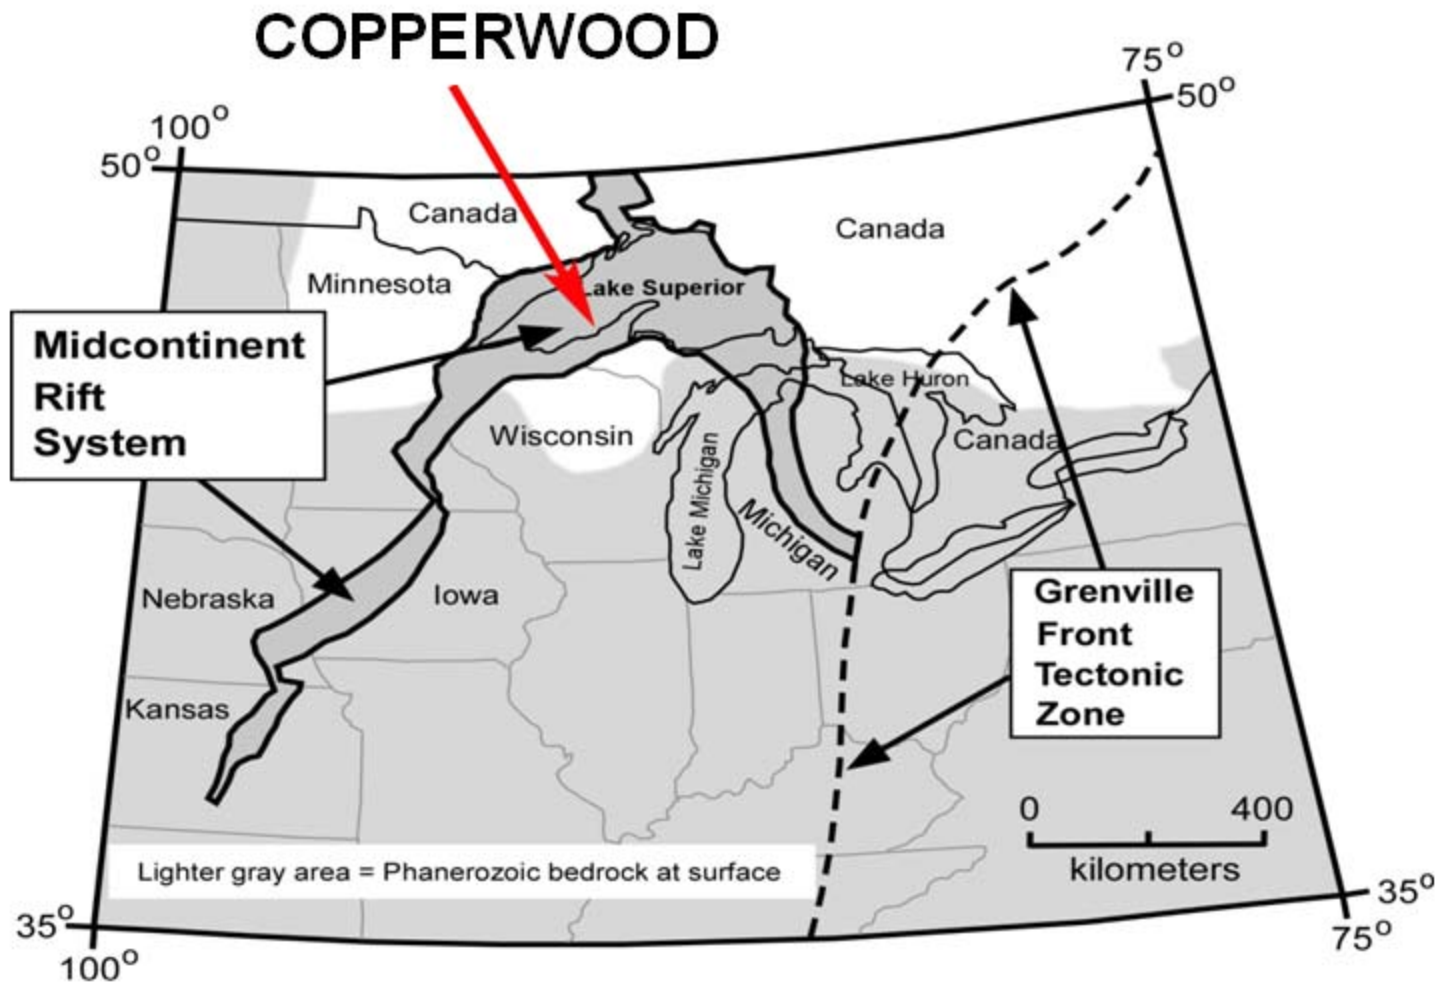 COPPERWOOD
75°
50°
100°
50°
Canada
Canada
Minnesota
Lake Superior
Midcontinent
Rift
System
Lake Huron
Wisconsin
Canada
Lake Michigan
Michigan
Nebraska
Iowa
Grenville
Front
Tectonic
Zone
Kansas
0 400
kilometers
Lighter gray area = Phanerozoic bedrock at surface
35°
35°
75°
100°